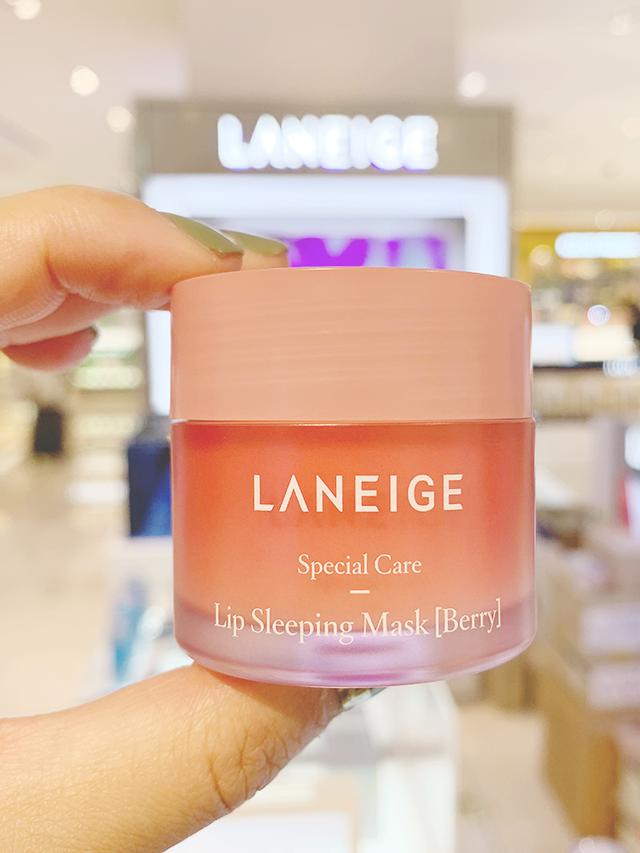 LANEIGE
LANEIGE
Special Care
Lip Sleeping Mask [Berry]